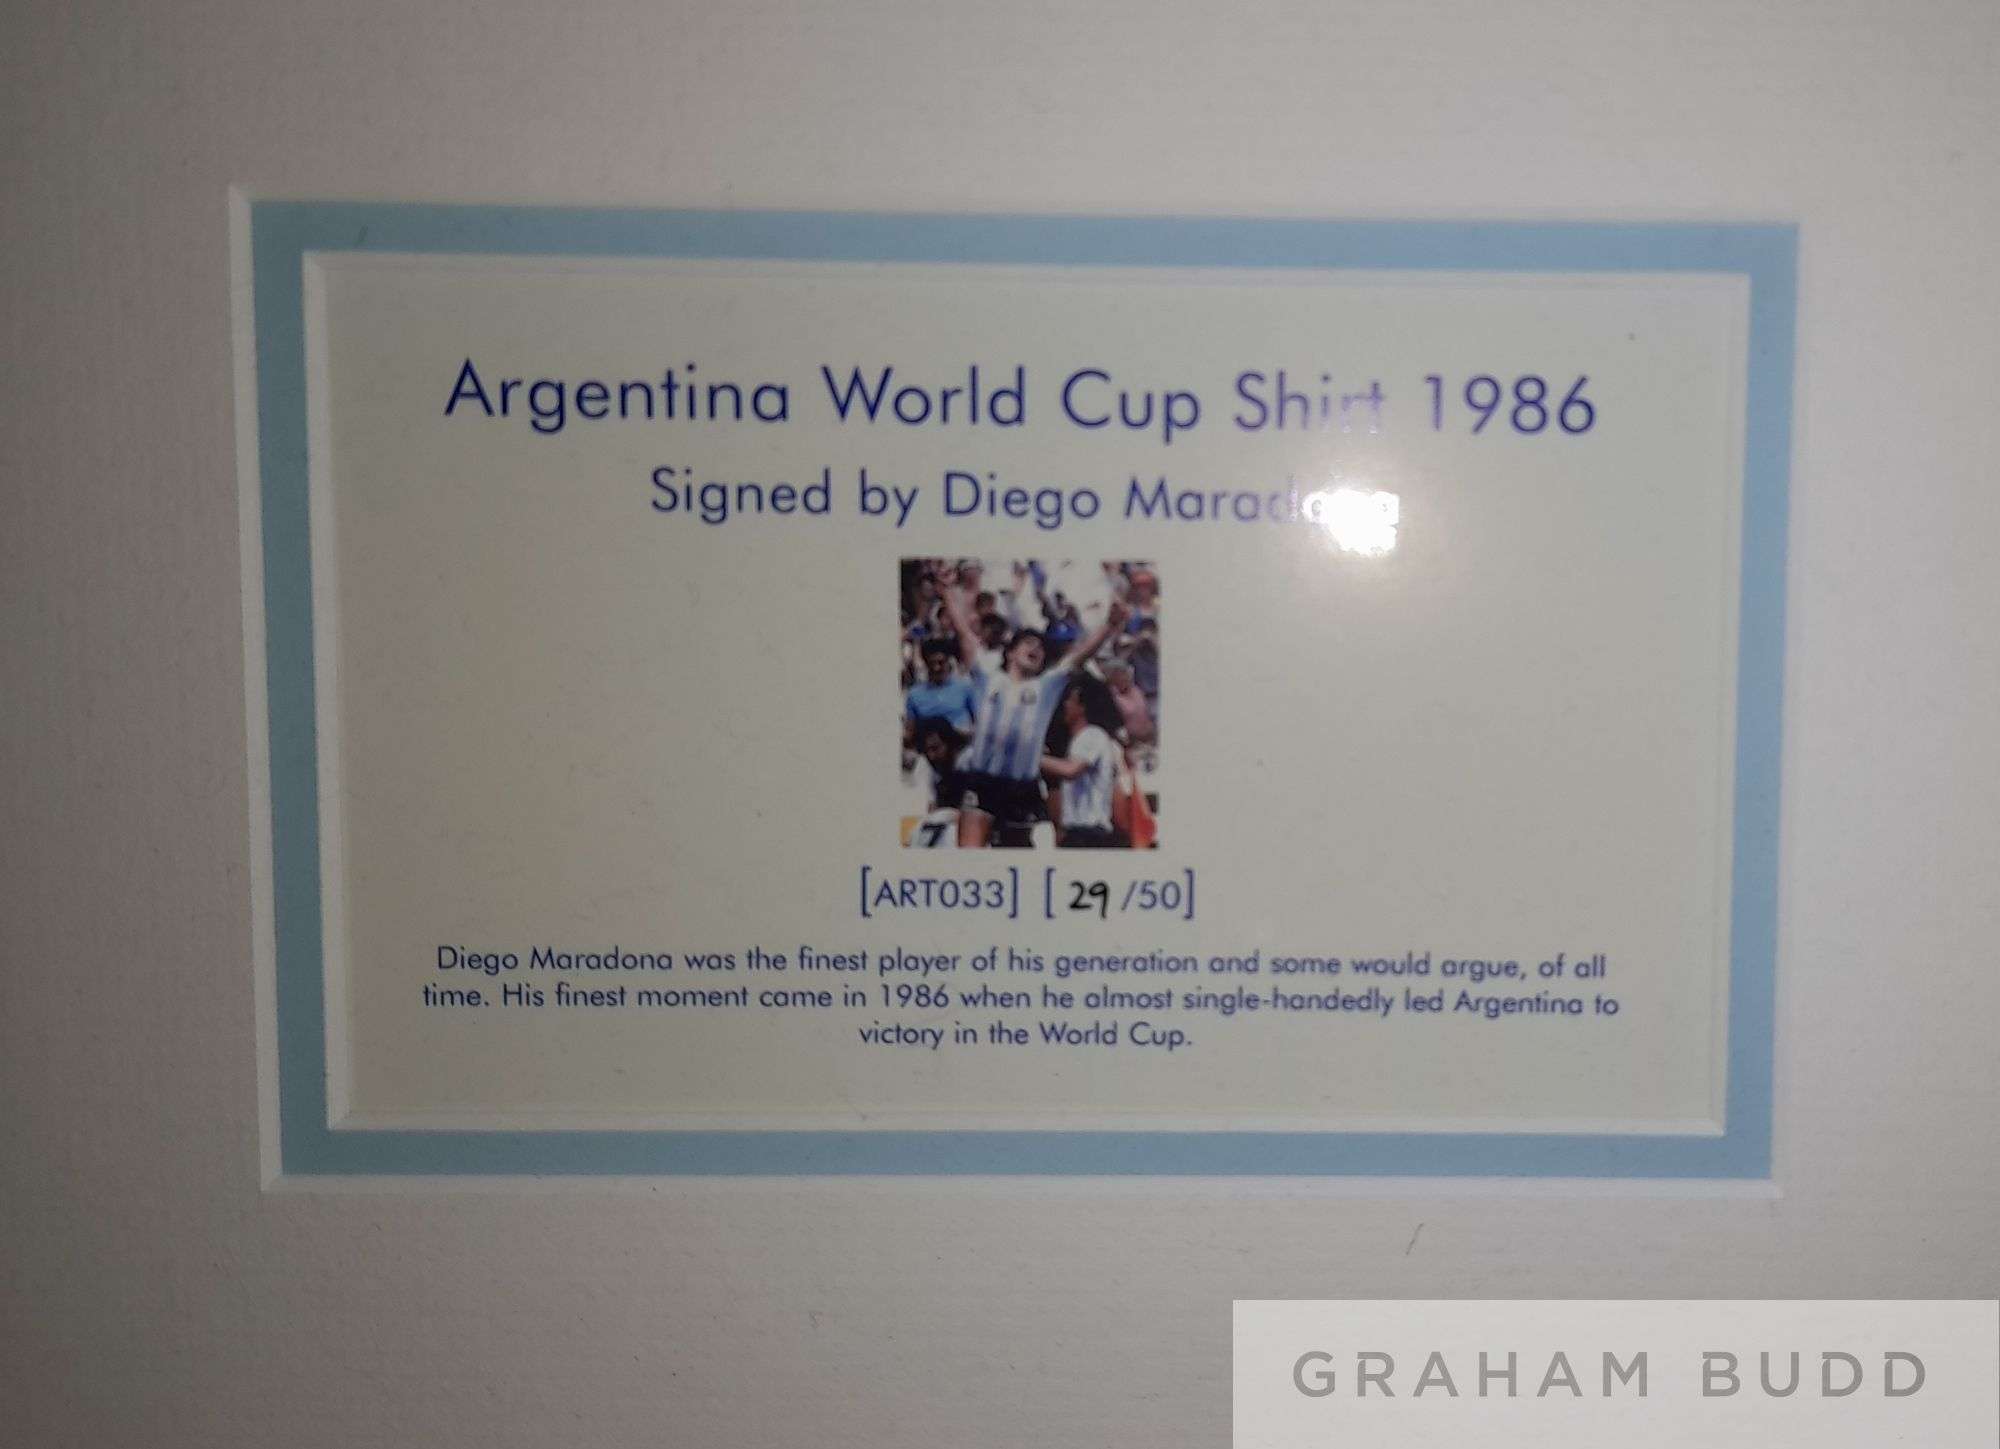 Argentina World Cup Shirt 1986
Signed by Diego Maradona
7
[ART033] [29/50]
Diego Maradona was the finest player of his generation and some would argue, of all
time. His finest moment came in 1986 when he almost single-handedly led Argentina to
victory in the World Cup.
GRAHAM BUDD